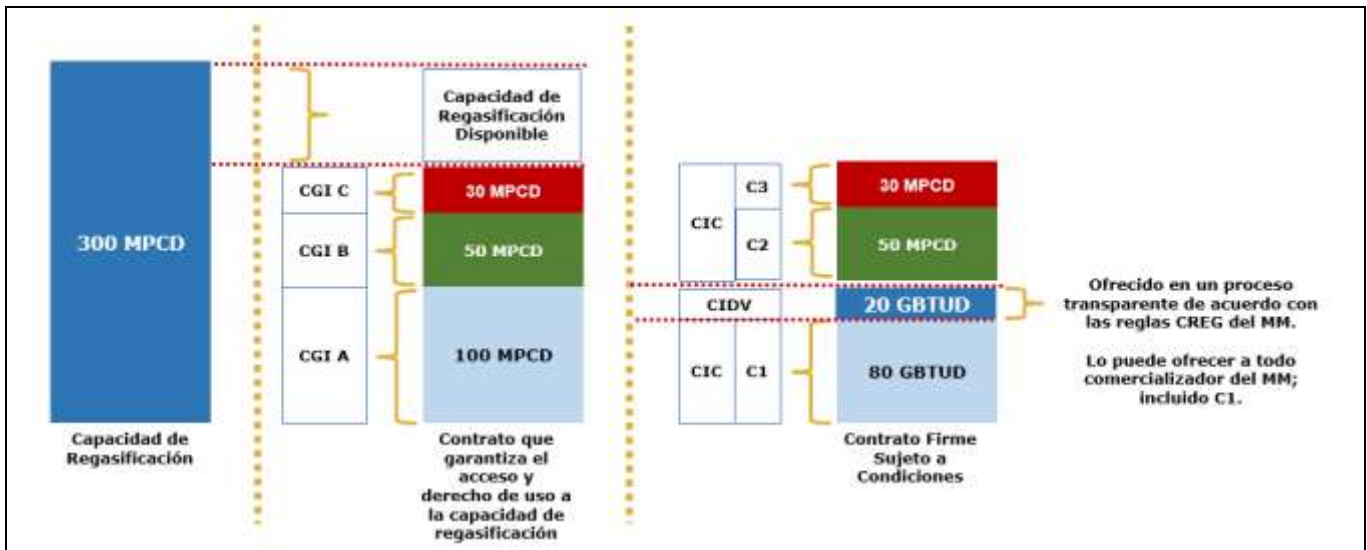 300 MPCD
Capacidad de
Regasificación
Capacidad de
Regasificación
Disponible
CGI C
30 MPCD
CGI B
50 MPCD
CGI A
100 MPCD
Contrato que
garantiza el
acceso y
derecho de uso a
la capacidad de
regasificación
CIC
C3
30 MPCD
C2
50 MPCD
CIDV
20 GBTUD
CIC
C1
80 GBTUD
Contrato Firme
Sujeto a
Condiciones
Ofrecido en un proceso
transparente de acuerdo con
las reglas CREG del MM.
Lo puede ofrecer a todo
comercializador del MM;
incluido C1.